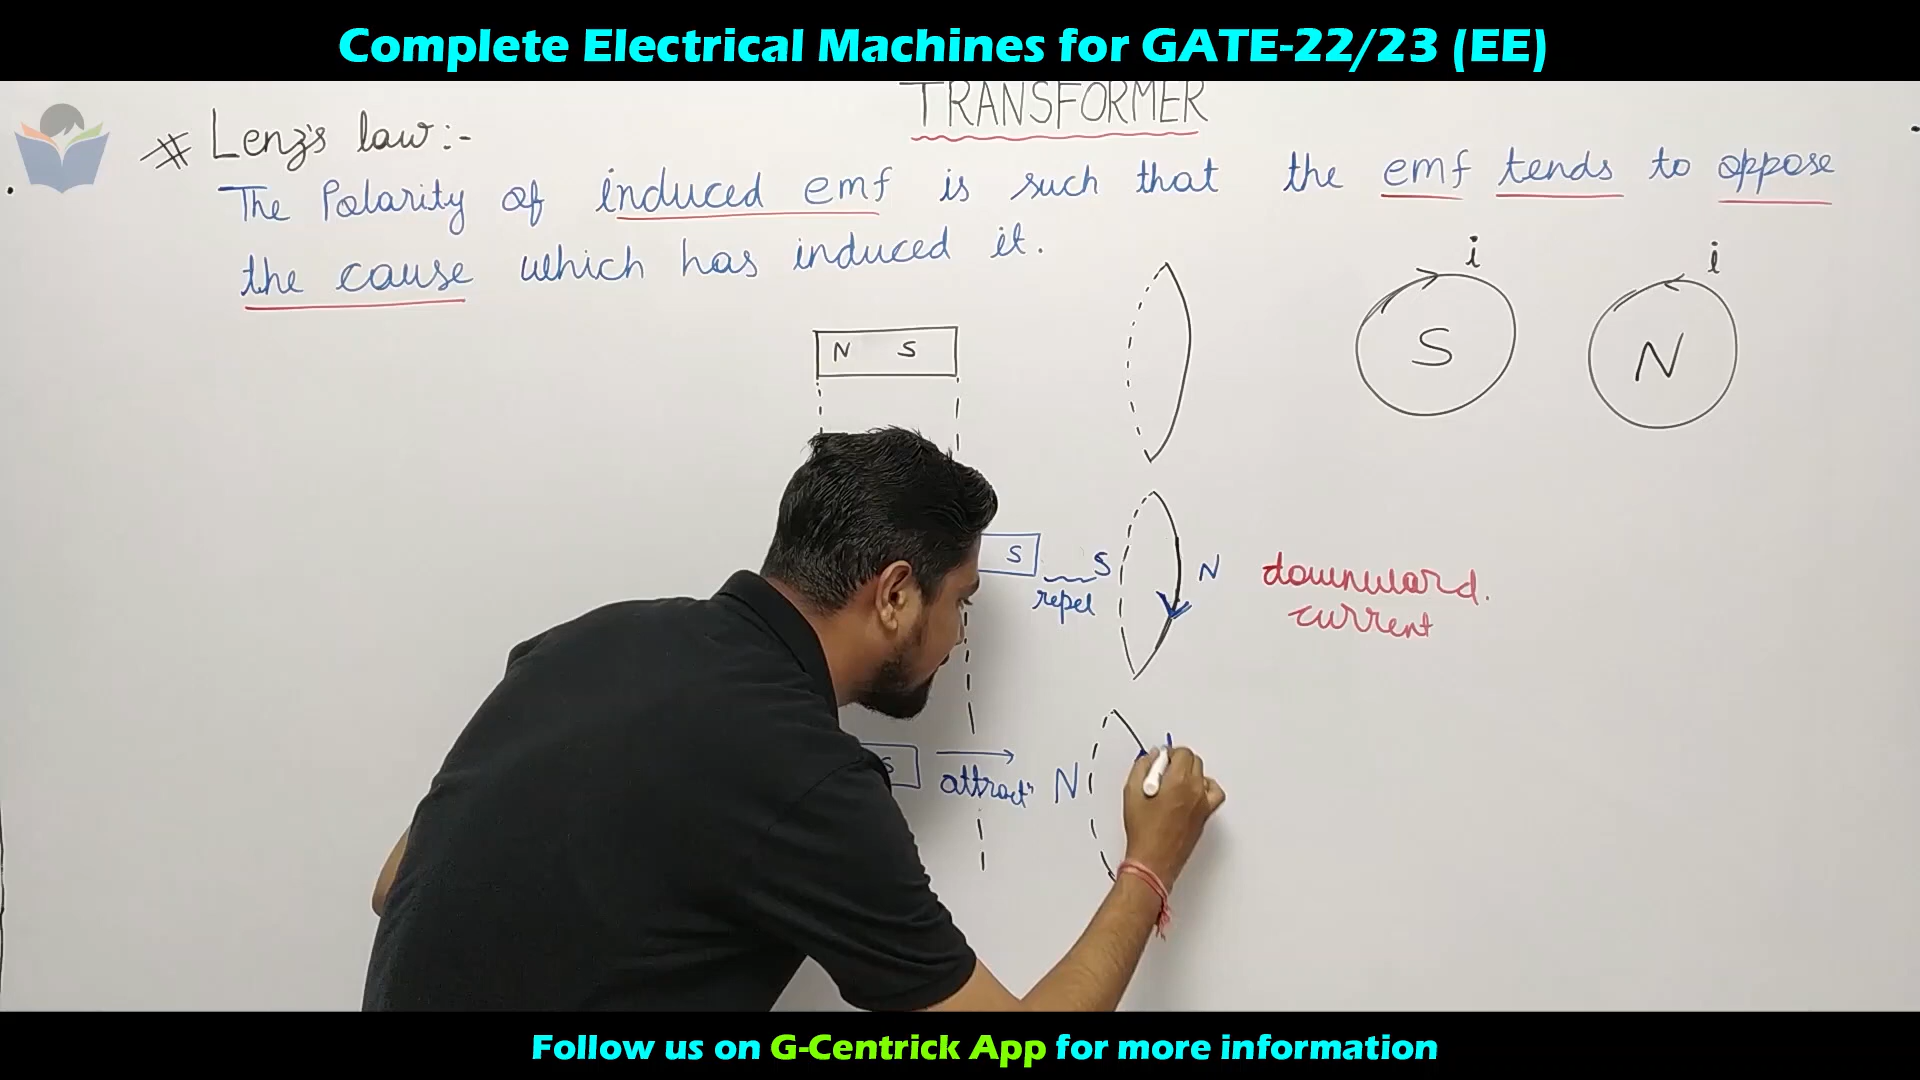 Complete Electrical Machines for GATE-22/23 (EE)
TRANSFORMER
# Lenz's law:-
The Polarity of induced emf is such that the emf tends to oppose
the cause which has induced it.
i
i
S
N
N S
S
S
N
repel
downward.
current
S
attract
N
Follow us on G-Centrick App for more information